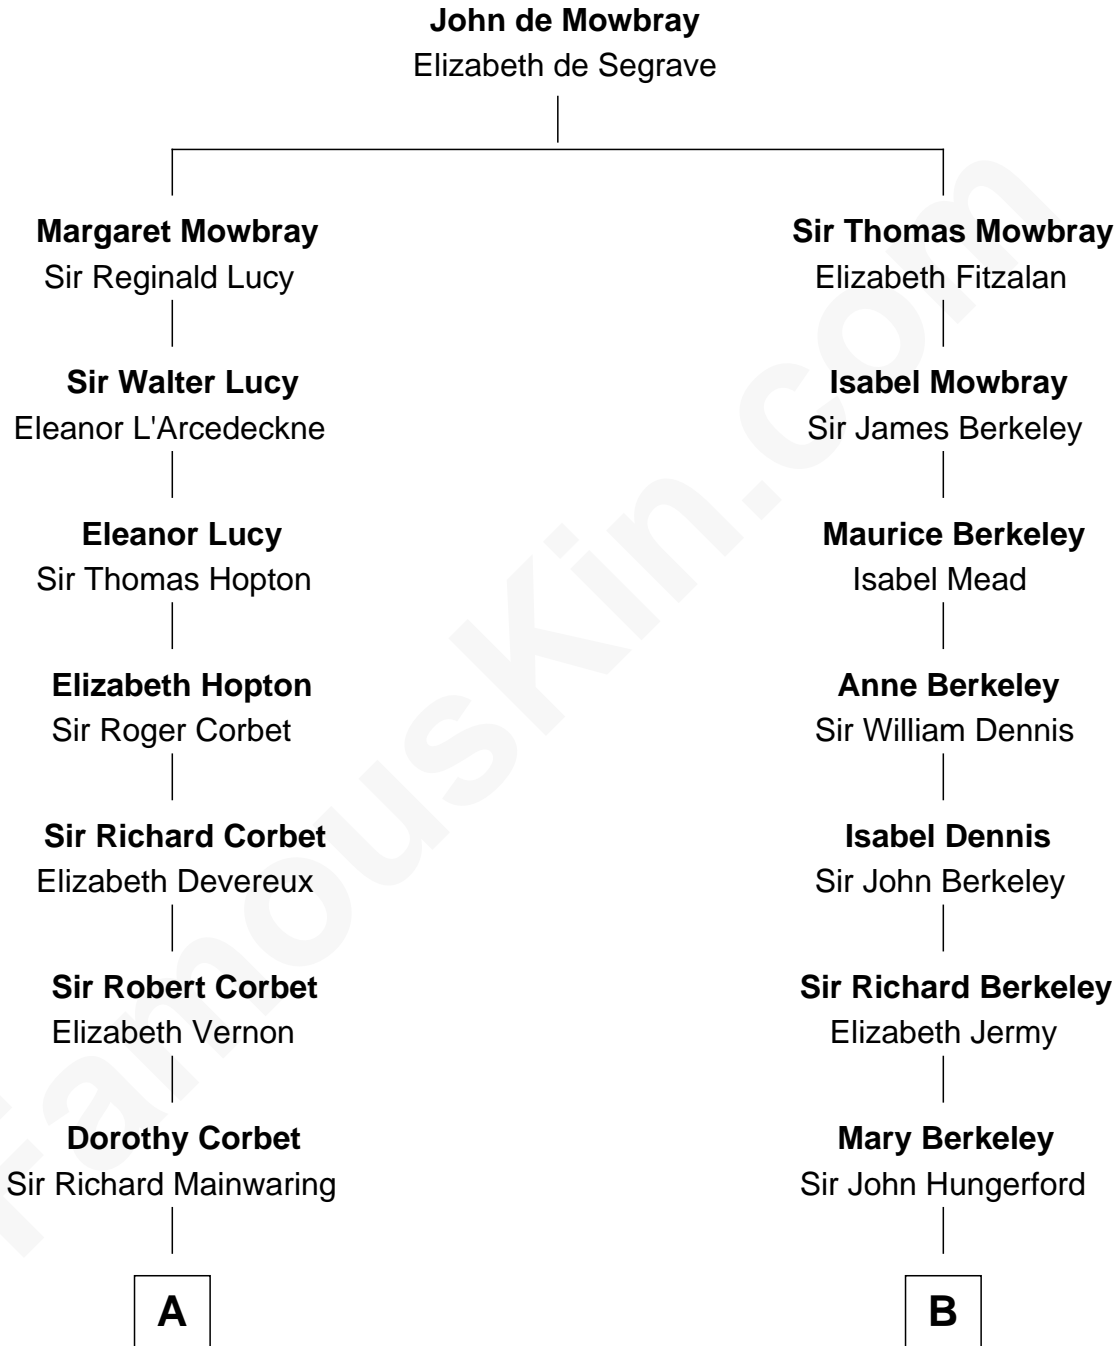 John de Mowbray
Elizabeth de Segrave
Margaret Mowbray
Sir Reginald Lucy
Sir Thomas Mowbray
Elizabeth Fitzalan
Sir Walter Lucy
Eleanor L'Arcedeckne
Isabel Mowbray
Sir James Berkeley
Eleanor Lucy
Sir Thomas Hopton
Maurice Berkeley
Isabel Mead
Elizabeth Hopton
Sir Roger Corbet
Anne Berkeley
Sir William Dennis
Sir Richard Corbet
Elizabeth Devereux
Isabel Dennis
Sir John Berkeley
Sir Robert Corbet
Elizabeth Vernon
Sir Richard Berkeley
Elizabeth Jermy
Dorothy Corbet
Sir Richard Mainwaring
Mary Berkeley
Sir John Hungerford
A
B
FamousKin.com